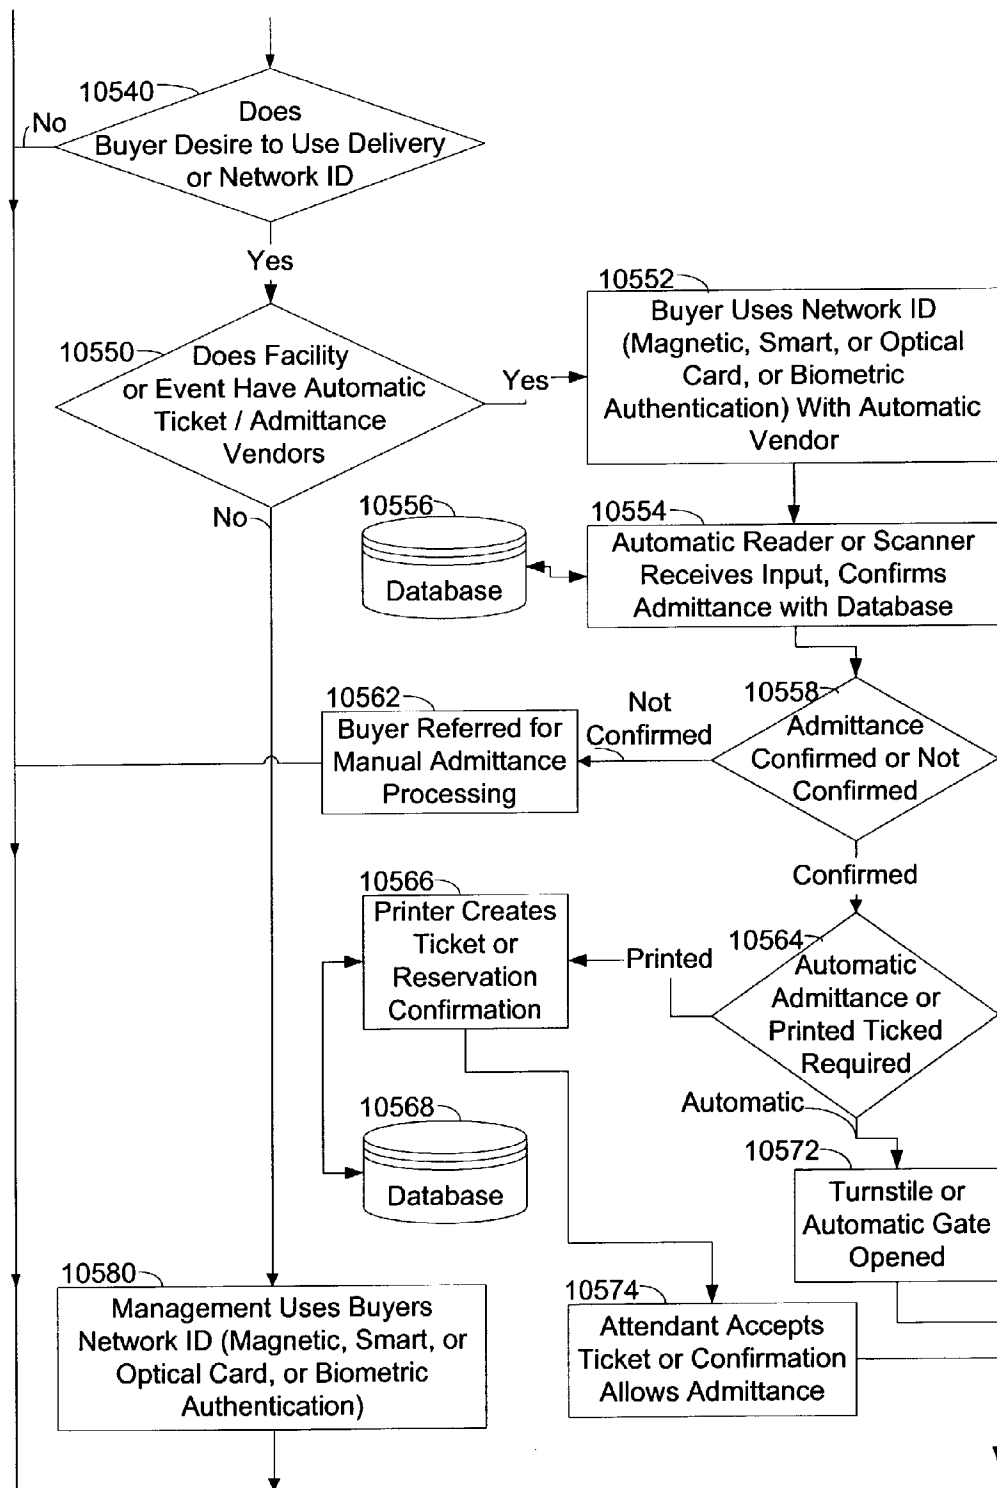 10540
No
Does
Buyer Desire to Use Delivery
or Network ID
Yes
10550
Does Facility
or Event Have Automatic
Ticket / Admittance
Vendors
Yes
No
10552
Buyer Uses Network ID
(Magnetic, Smart, or Optical
Card, or Biometric
Authentication) With Automatic
Vendor
10556
Database
10554
Automatic Reader or Scanner
Receives Input, Confirms
Admittance with Database
10558
Admittance
Confirmed or Not
Confirmed
Not
Confirmed
10562
Buyer Referred for
Manual Admittance
Processing
Confirmed
10564
Automatic
Admittance or
Printed Ticked
Required
Printed
10566
Printer Creates
Ticket or
Reservation
Confirmation
10568
Database
Automatic
10572
Turnstile or
Automatic Gate
Opened
10574
Attendant Accepts
Ticket or Confirmation
Allows Admittance
10580
Management Uses Buyers
Network ID (Magnetic, Smart, or
Optical Card, or Biometric
Authentication)